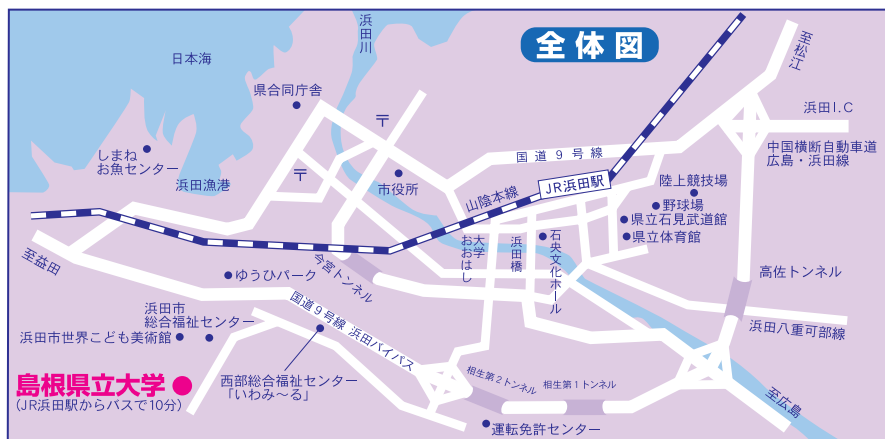 全体図
日本海
浜田川
至松江
県合同庁舎
〒
浜田I.C
しまね
お魚センター
国道9号線
中国横断自動車道
広島・浜田線
〒
浜田漁港
市役所
JR浜田駅
陸上競技場
山陰本線
野球場
県立石見武道館
県立体育館
至益田
今宮トンネル
大学
おおはし
浜田橋
石央文化ホール
ゆうひパーク
高佐トンネル
国道9号線 浜田バイパス
浜田市
総合福祉センター
浜田八重可部線
浜田市世界こども美術館
島根県立大学
(JR浜田駅からバスで10分)
西部総合福祉センター
「いわみ~る」
相生第2トンネル
相生第1トンネル
至広島
運転免許センター